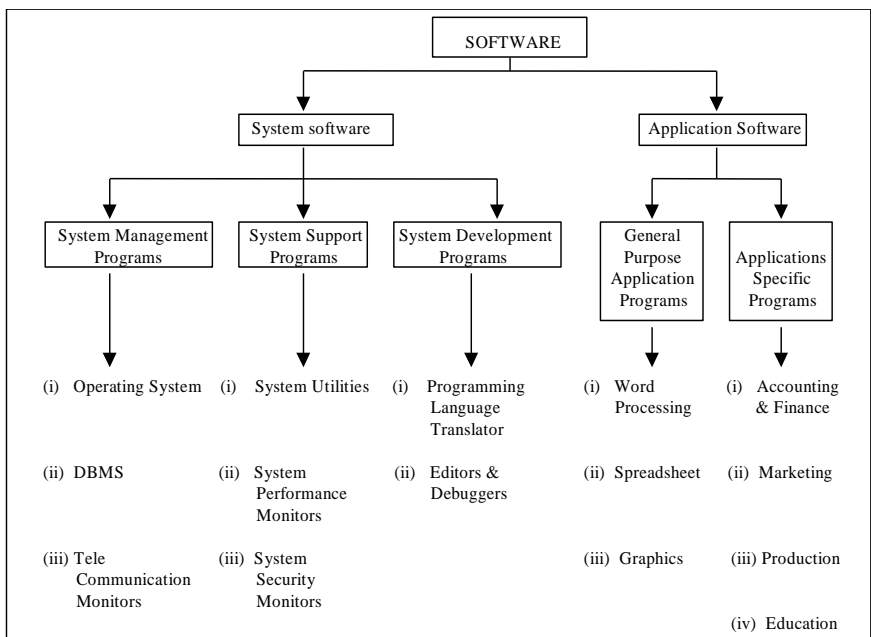 SOFTWARE
System software
Application Software
System Management
Programs
System Support
Programs
System Development
Programs
General
Purpose
Application
Programs
Applications
Specific
Programs
(i) Operating System
(ii) DBMS
(iii) Tele
Communication
Monitors
(i) System Utilities
(ii) System
Performance
Monitors
(iii) System
Security
Monitors
(i) Programming
Language
Translator
(ii) Editors &
Debuggers
(i) Word
Processing
(ii) Spreadsheet
(iii) Graphics
(i) Accounting
& Finance
(ii) Marketing
(iii) Production
(iv) Education